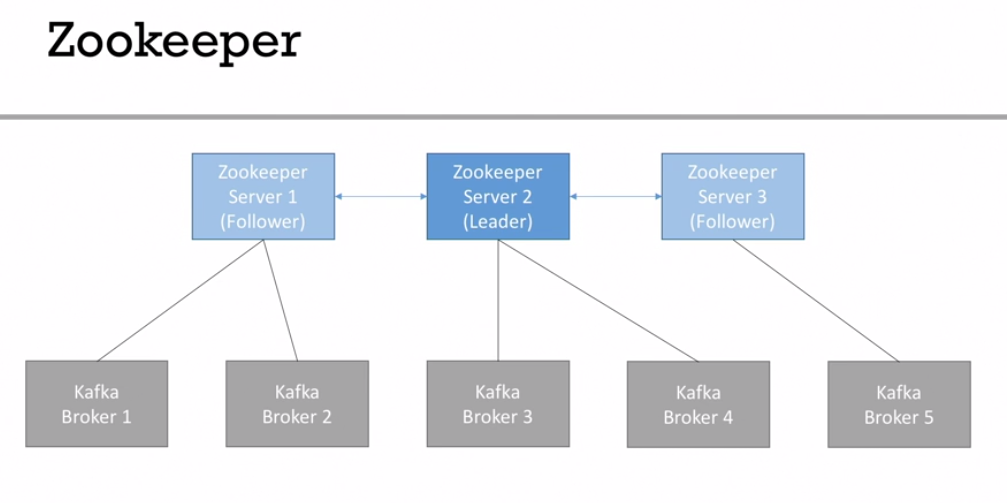 Zookeeper
Zookeeper
Server 1
(Follower)
Zookeeper
Server 2
(Leader)
Zookeeper
Server 3
(Follower)
Kafka
Broker 1
Kafka
Broker 2
Kafka
Broker 3
Kafka
Broker 4
Kafka
Broker 5